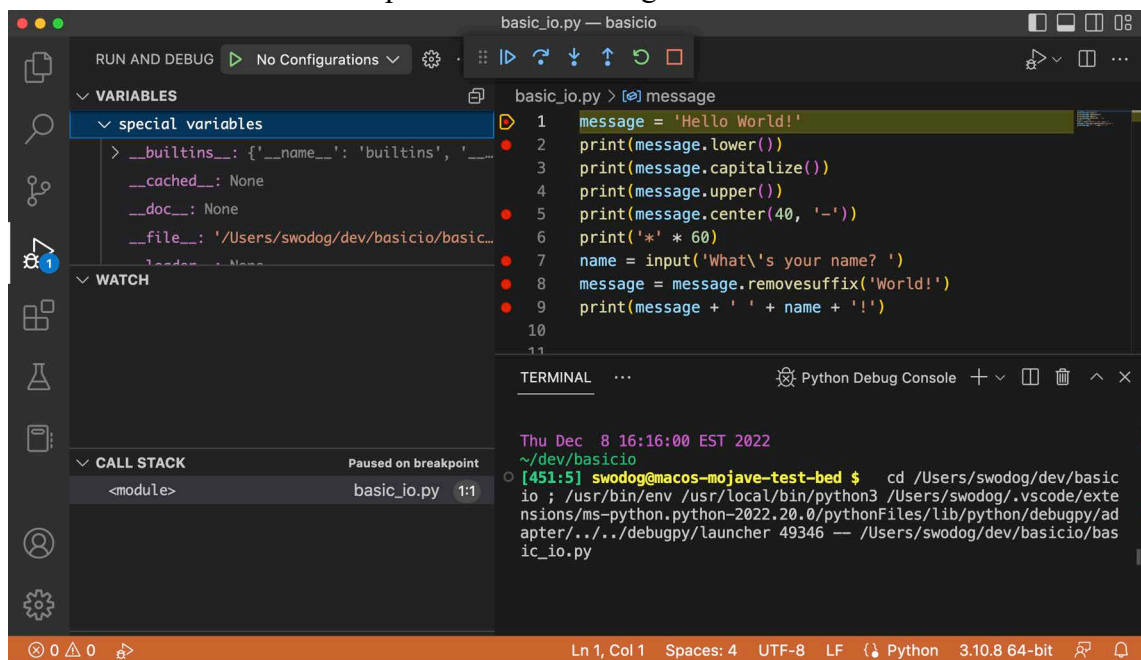 basic_io.py — basicio
RUN AND DEBUG No Configurations
VARIABLES
special variables
__builtins__: {'__name__': 'builtins', '__…
__cached__: None
__doc__: None
__file__: '/Users/swodog/dev/basicio/basic…
WATCH
CALL STACK Paused on breakpoint
<module> basic_io.py 1:1
1
basic_io.py > message
1 message = 'Hello World!'
2 print(message.lower())
3 print(message.capitalize())
4 print(message.upper())
5 print(message.center(40, '-'))
6 print('*' * 60)
7 name = input('What\'s your name? ')
8 message = message.removesuffix('World!')
9 print(message + ' ' + name + '!')
10
11
TERMINAL ··· Python Debug Console
Thu Dec 8 16:16:00 EST 2022
~/dev/basicio
[451:5] swodog@macos-mojave-test-bed $ cd /Users/swodog/dev/basic
io ; /usr/bin/env /usr/local/bin/python3 /Users/swodog/.vscode/exte
nsions/ms-python.python-2022.20.0/pythonFiles/lib/python/debugpy/ad
apter/../../debugpy/launcher 49346 -- /Users/swodog/dev/basicio/bas
ic_io.py
0 0 Ln 1, Col 1 Spaces: 4 UTF-8 LF Python 3.10.8 64-bit